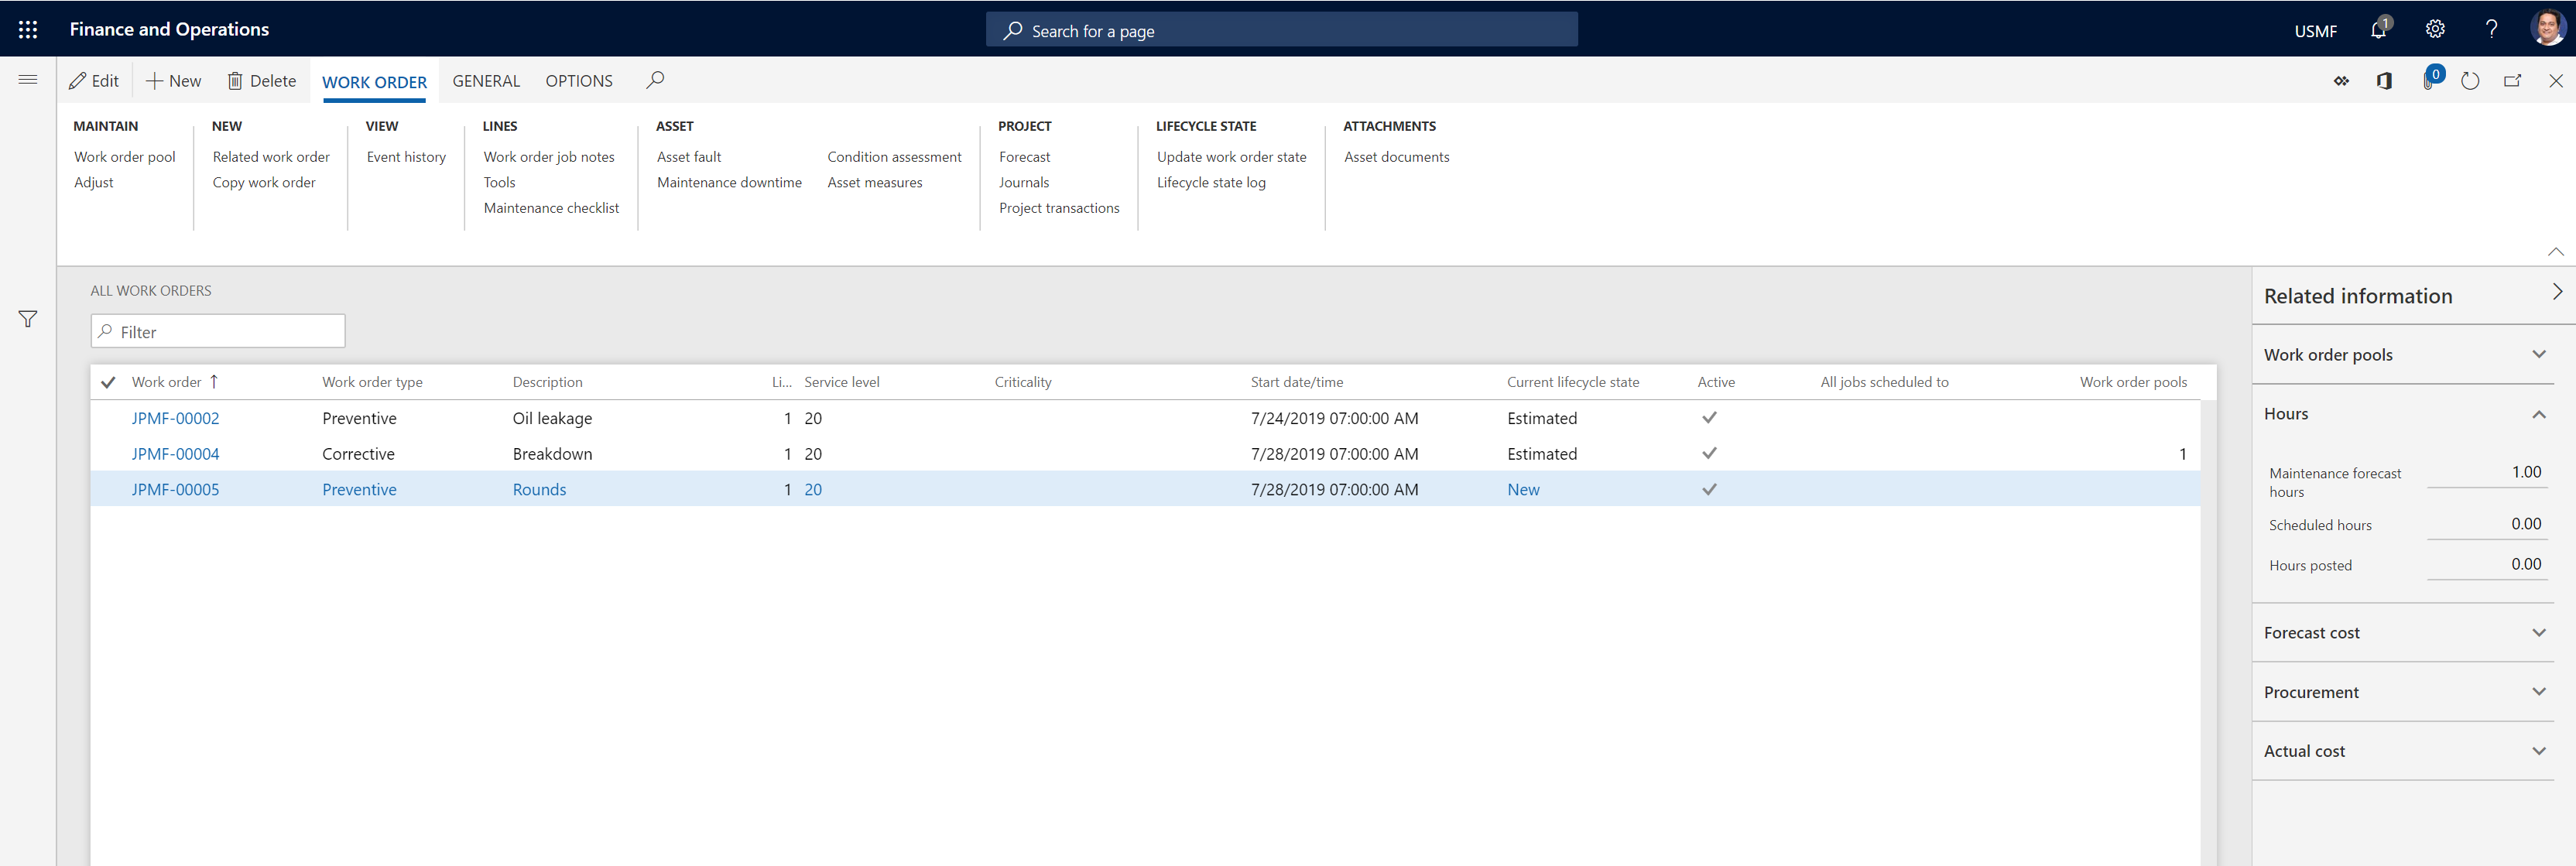 Finance and Operations
Search for a page
USMF
1
?
Edit
New
Delete
WORK ORDER
GENERAL
OPTIONS
0
MAINTAIN
Work order pool
Adjust
NEW
Related work order
Copy work order
VIEW
Event history
LINES
Work order job notes
Tools
Maintenance checklist
ASSET
Asset fault
Maintenance downtime
Condition assessment
Asset measures
PROJECT
Forecast
Journals
Project transactions
LIFECYCLE STATE
Update work order state
Lifecycle state log
ATTACHMENTS
Asset documents
ALL WORK ORDERS
Filter
Work order Work order type Description Li... Service level Criticality Start date/time Current lifecycle state Active All jobs scheduled to Work order pools
JPMF-00002 Preventive Oil leakage 1 20 7/24/2019 07:00:00 AM Estimated
JPMF-00004 Corrective Breakdown 1 20 7/28/2019 07:00:00 AM Estimated 1
JPMF-00005 Preventive Rounds 1 20 7/28/2019 07:00:00 AM New
Related information
Work order pools
Hours
Maintenance forecast
hours
1.00
Scheduled hours 0.00
Hours posted 0.00
Forecast cost
Procurement
Actual cost